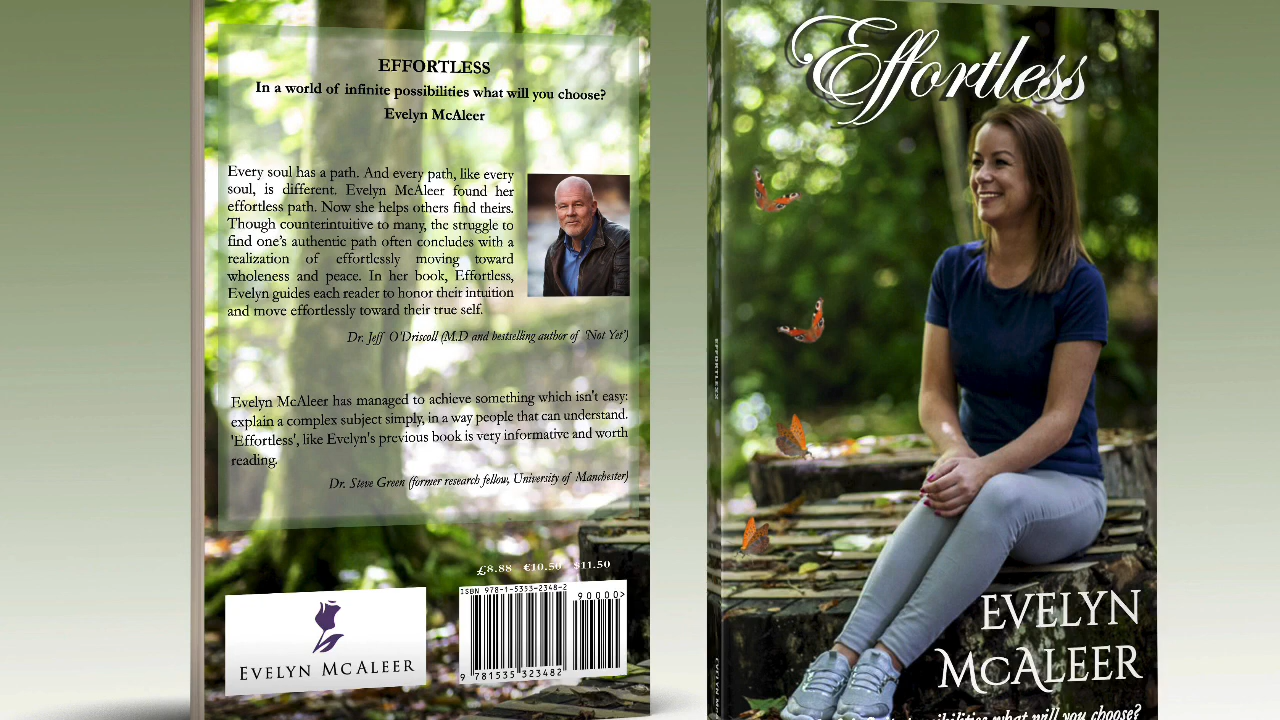 EFFORTLESS
In a world of infinite possibilities what will you choose?
Evelyn McAleer
Every soul has a path. And every path, like every
soul, is different. Evelyn McAleer found her
effortless path. Now she helps others find theirs.
Though counterintuitive to many, the struggle to
find one's authentic path often concludes with a
realization of effortlessly moving toward
wholeness and peace. In her book, Effortless,
Evelyn guides each reader to honor their intuition
and move effortlessly toward their true self.
Dr. Jeff O'Driscoll (M.D and bestselling author of 'Not Yet')
Evelyn McAleer has managed to achieve something which isn't easy:
explain a complex subject simply, in a way people that can understand.
'Effortless', like Evelyn's previous book is very informative and worth
reading.
Dr. Steve Green (former research fellow, University of Manchester)
£8.88 €10.50 $11.50
ISBN 978-1-5353-2348-2
90000>
9 781535 323482
EVELYN MCALEER
EFFORTLESS
Effortless
EVELYN
MCALEER
what will you choose?